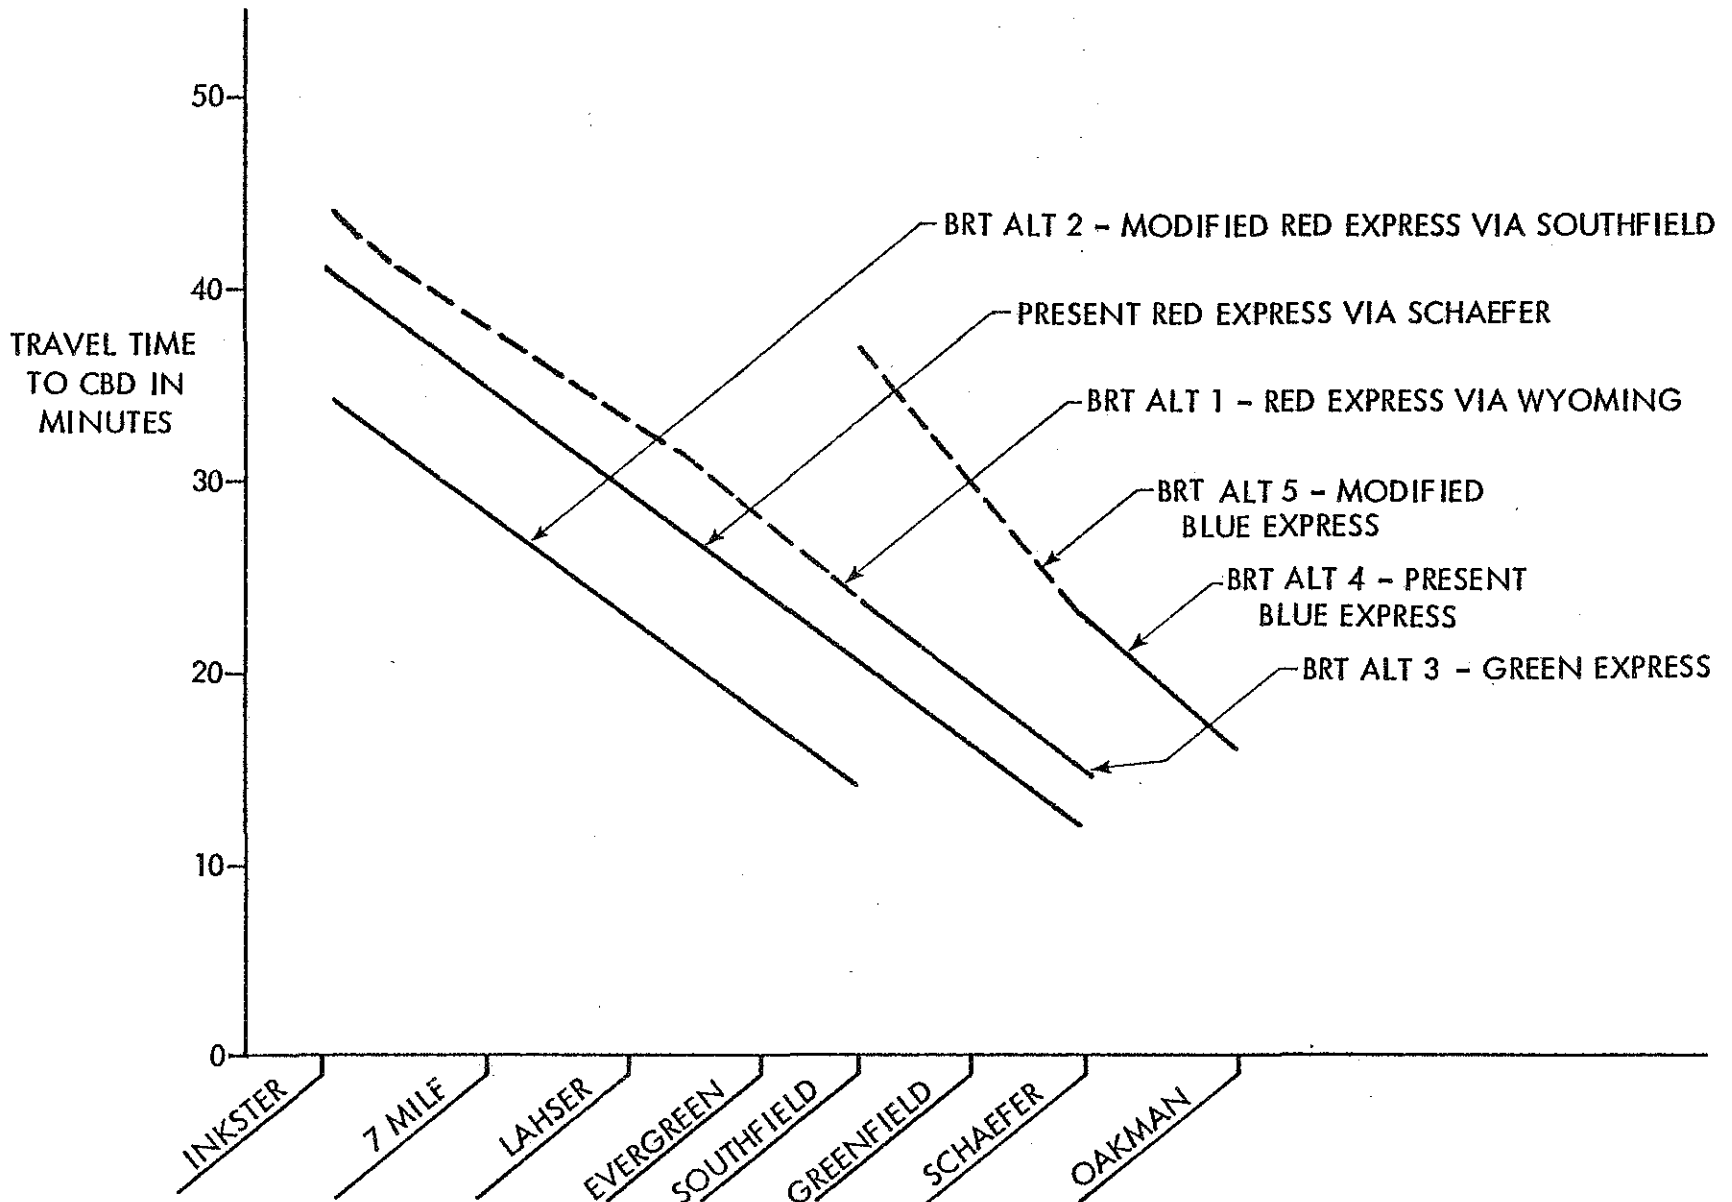 50
40
30
20
10
0
TRAVEL TIME
TO CBD IN
MINUTES
BRT ALT 2 - MODIFIED RED EXPRESS VIA SOUTHFIELD
PRESENT RED EXPRESS VIA SCHAEFER
BRT ALT 1 - RED EXPRESS VIA WYOMING
BRT ALT 5 - MODIFIED
BLUE EXPRESS
BRT ALT 4 - PRESENT
BLUE EXPRESS
BRT ALT 3 - GREEN EXPRESS
INKSTER
7 MILE
LAHSER
EVERGREEN
SOUTHFIELD
GREENFIELD
SCHAEFER
OAKMAN